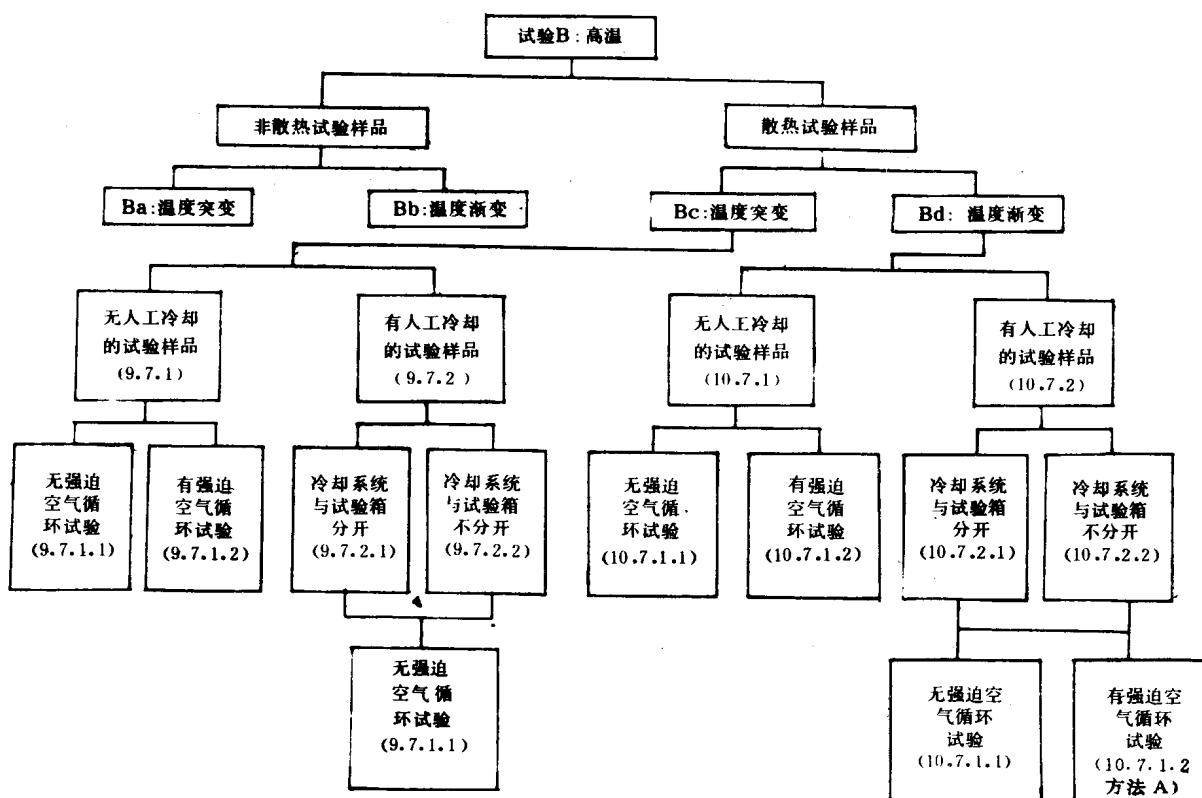 试验B：高温
非散热试验样品
散热试验样品
Ba:温度突变
Bb:温度渐变
Bc:温度突变
Bd: 温度渐变
无人工冷却
的试验样品
(9.7.1)
有人工冷却
的试验样品
(9.7.2)
无人工冷却
的试验样品
(10.7.1)
有人工冷却
的试验样品
(10.7.2)
无强迫
空气循
环试验
(9.7.1.1)
有强迫
空气循
环试验
(9.7.1.2)
冷却系统
与试验箱
分开
(9.7.2.1)
冷却系统
与试验箱
不分开
(9.7.2.2)
无强迫
空气循
环试验
(10.7.1.1)
有强迫
空气循
环试验
(10.7.1.2)
冷却系统
与试验箱
分开
(10.7.2.1)
冷却系统
与试验箱
不分开
(10.7.2.2)
无强迫
空气循
环试验
(9.7.1.1)
无强迫空
气循环
试验
(10.7.1.1)
有强迫空
气循环
试验
(10.7.1.2
方法 A)